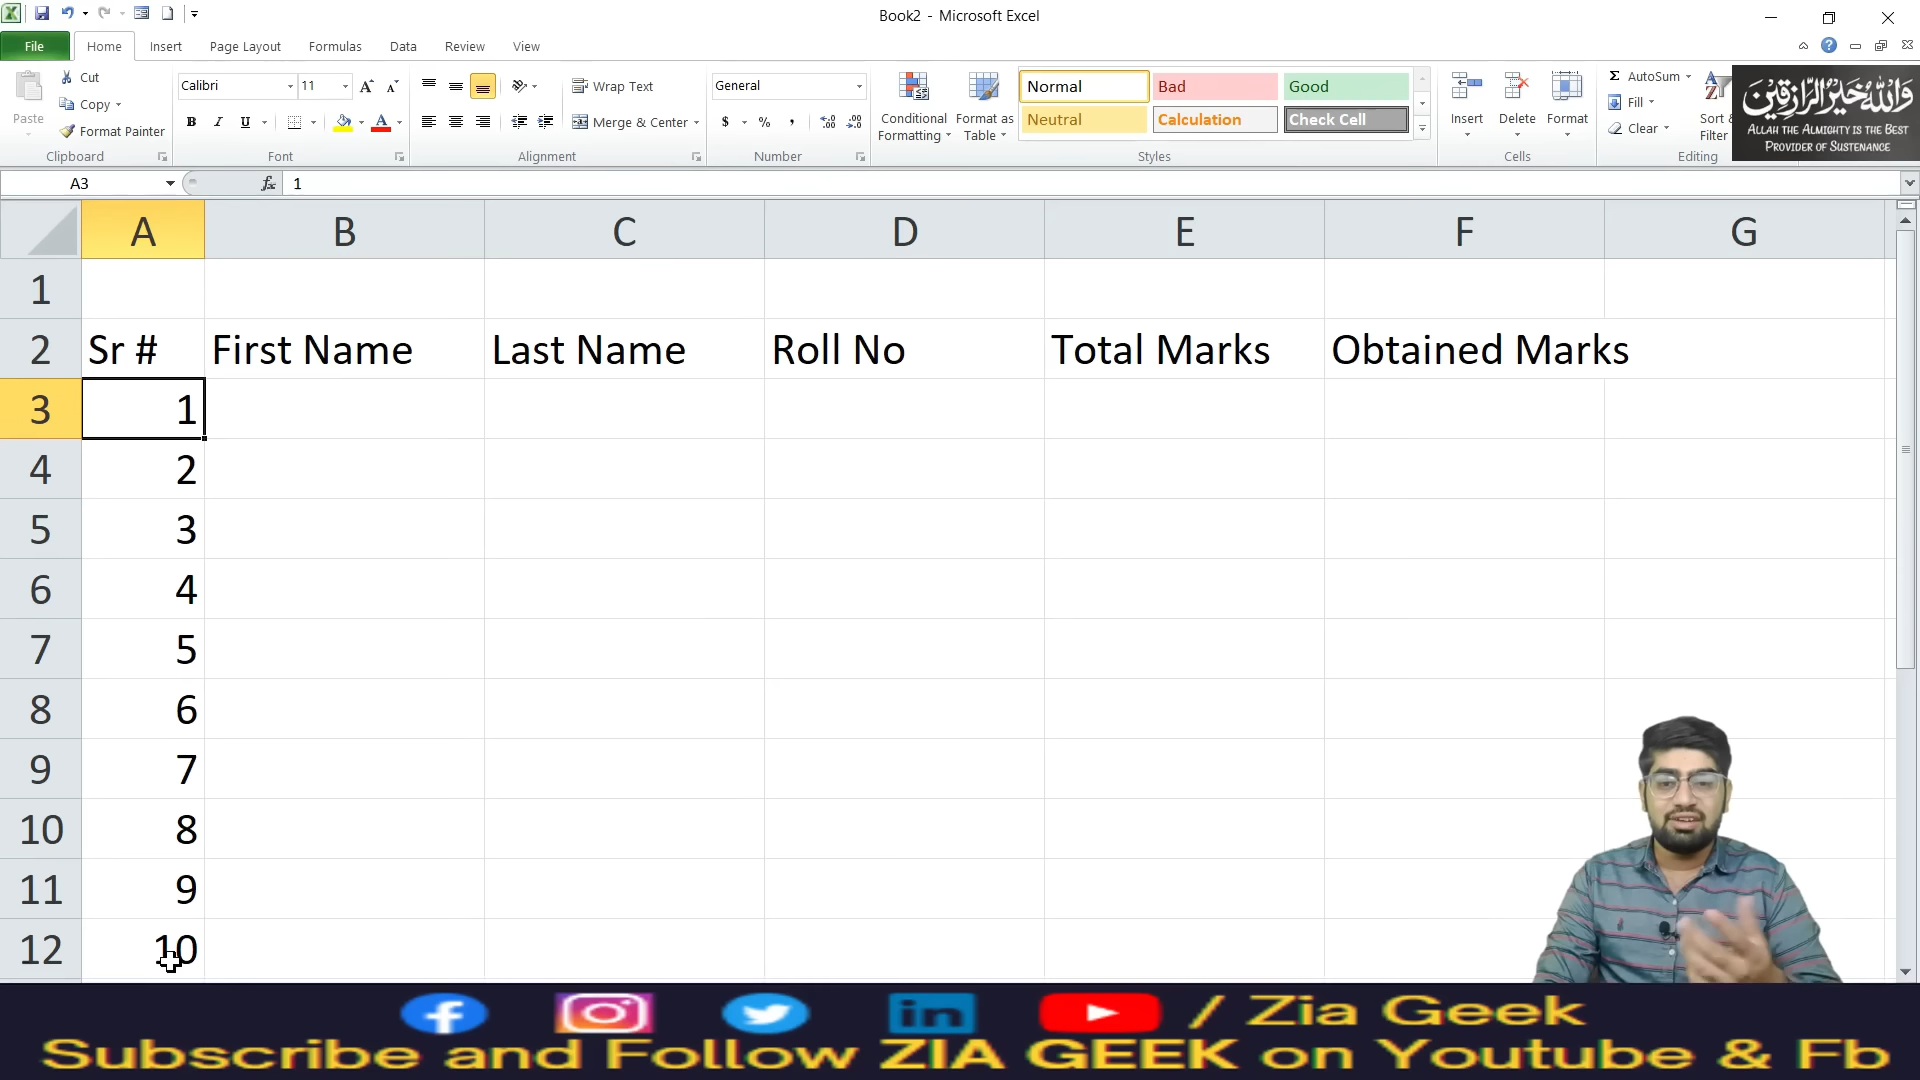 Book2 - Microsoft Excel
File Home Insert Page Layout Formulas Data Review View
Cut
Copy
Format Painter
Paste
Clipboard
Calibri 11
B I U
Font
Wrap Text
Merge & Center
Alignment
General
$ % ,
Number
Conditional Formatting
Format as Table
Normal Bad Good
Neutral Calculation Check Cell
Styles
Insert Delete Format
Cells
Σ AutoSum
Fill
Clear
Sort &
Filter
Editing
والله خير الرازقين
ALLAH THE ALMIGHTY IS THE BEST
PROVIDER OF SUSTENANCE
A3 fx 1
A B C D E F G
1
2 Sr # First Name Last Name Roll No Total Marks Obtained Marks
3 1
4 2
5 3
6 4
7 5
8 6
9 7
10 8
11 9
12 10
/ Zia Geek
Subscribe and Follow ZIA GEEK on Youtube & Fb